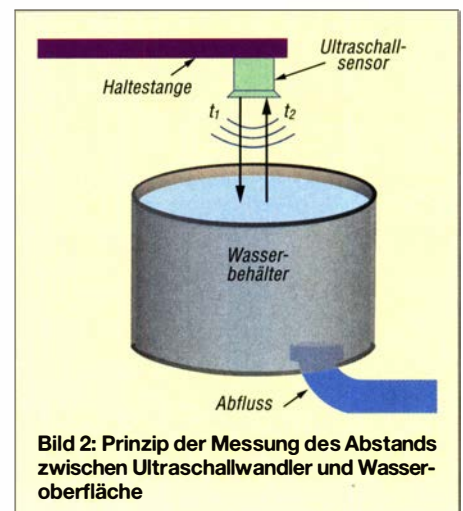 Ultraschall-
sensor
Haltestange
t1 t2
Wasser-
behälter
Abfluss
Bild 2: Prinzip der Messung des Abstands
zwischen Ultraschallwandler und Wasser-
oberfläche